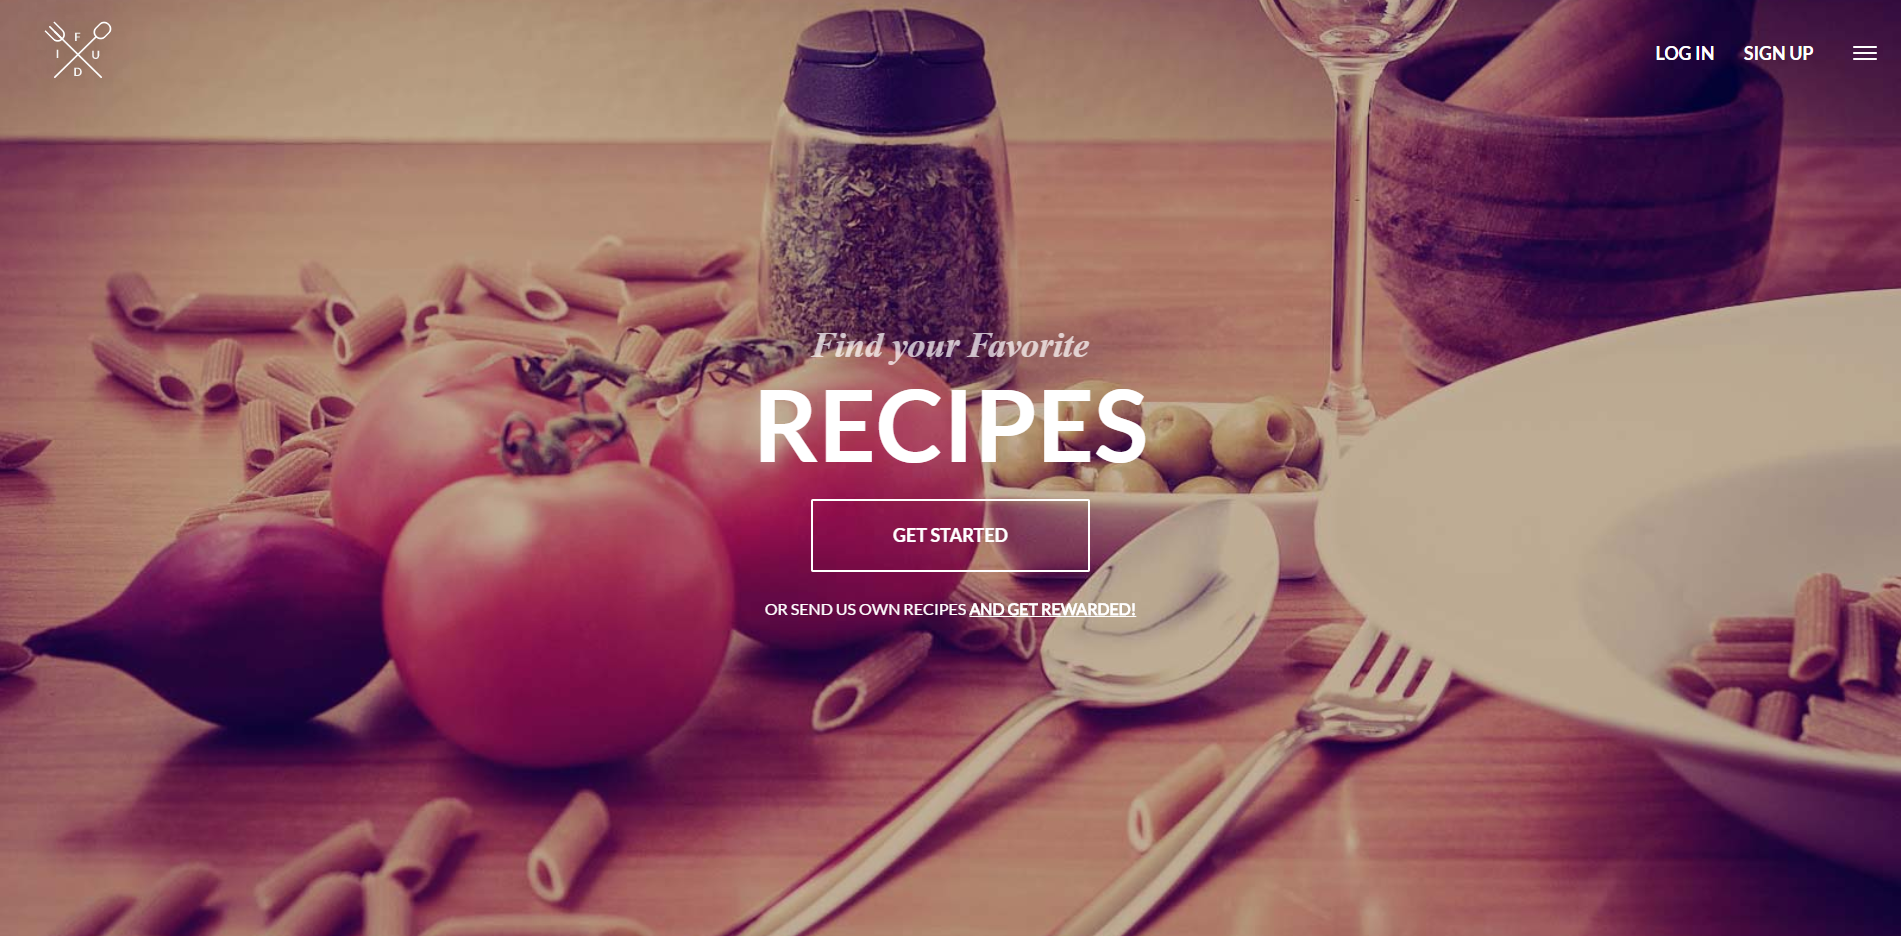 F
I U
D
LOG IN SIGN UP
Find your Favorite
RECIPES
GET STARTED
OR SEND US OWN RECIPES AND GET REWARDED!